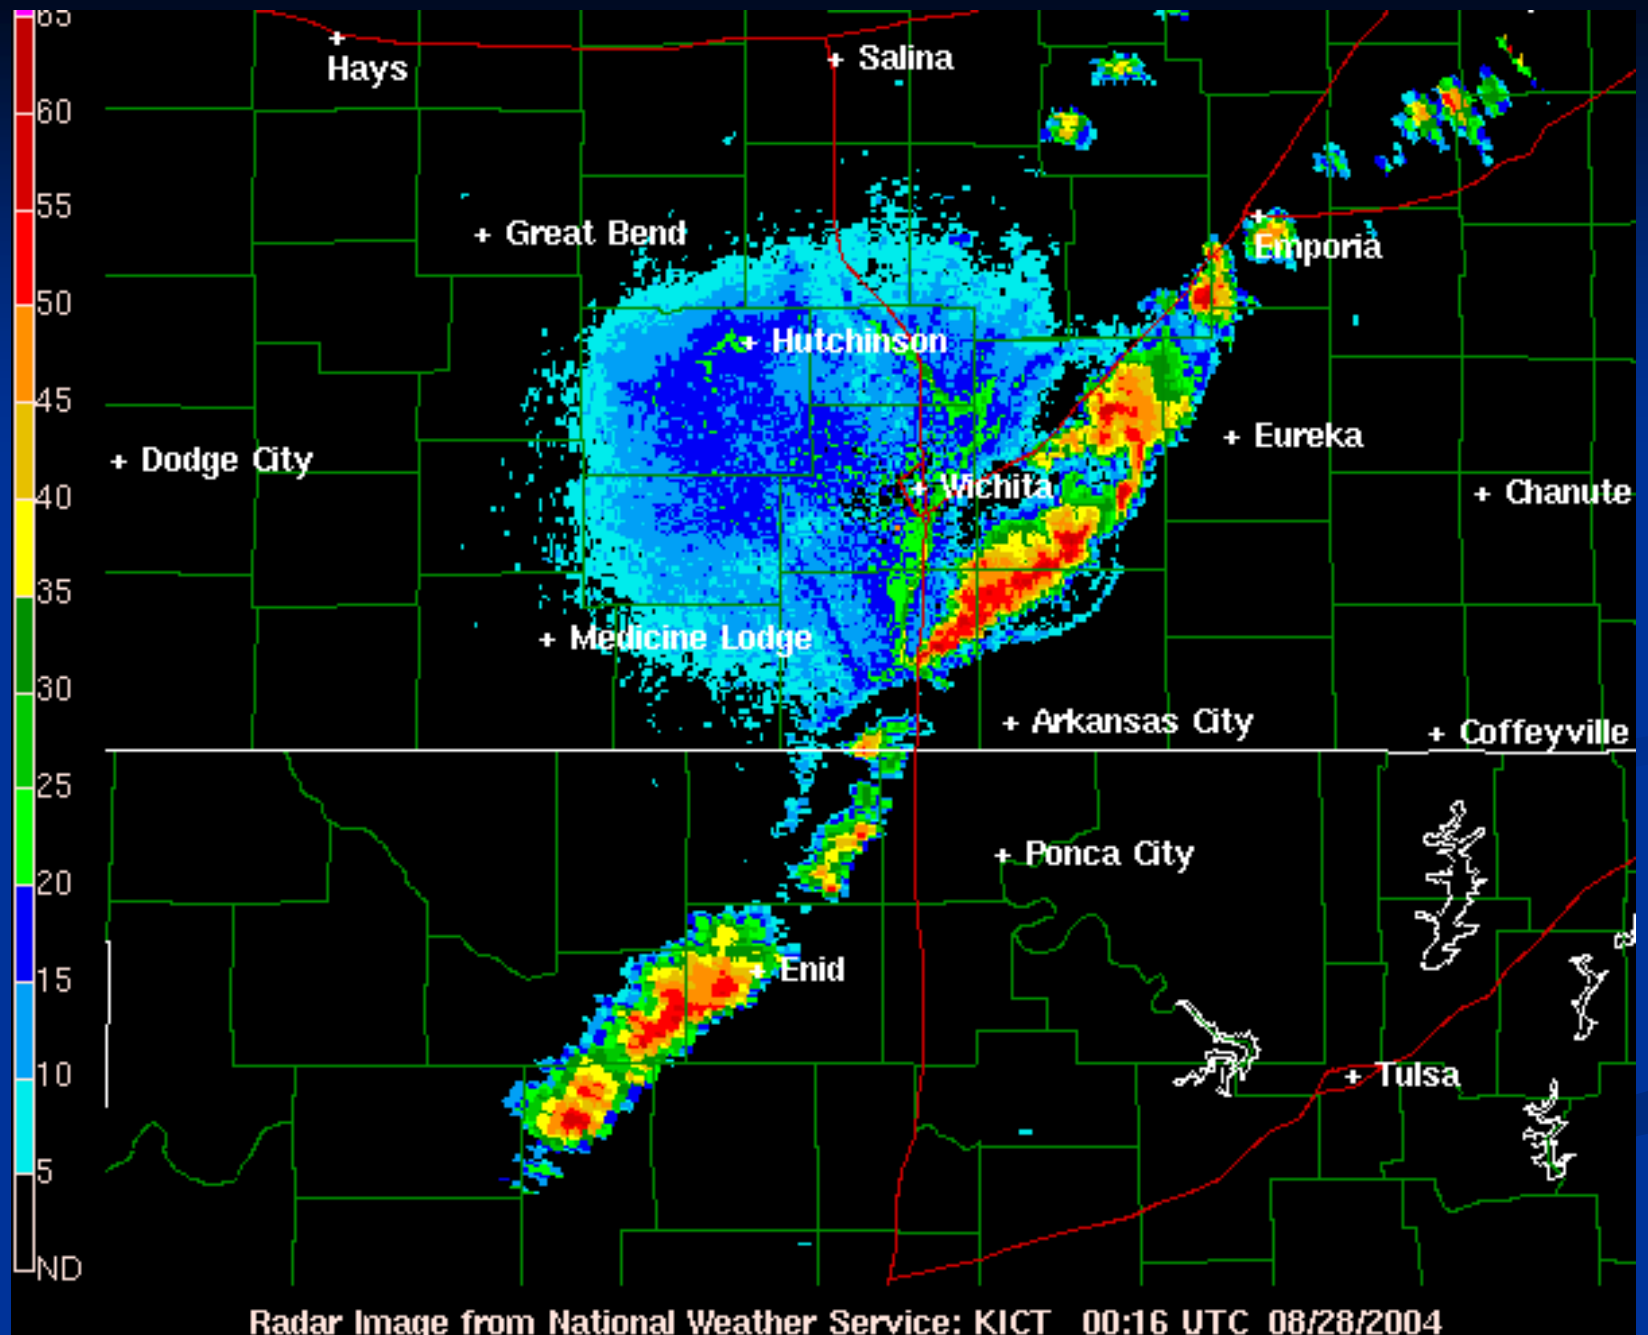 65
60
55
50
45
40
35
30
25
20
15
10
5
ND
Hays
Salina
Great Bend
Emporia
Hutchinson
Eureka
Dodge City
Wichita
Chanute
Medicine Lodge
Arkansas City
Coffeyville
Ponca City
Enid
Tulsa
Radar Image from National Weather Service: KICT 00:16 UTC 08/28/2004